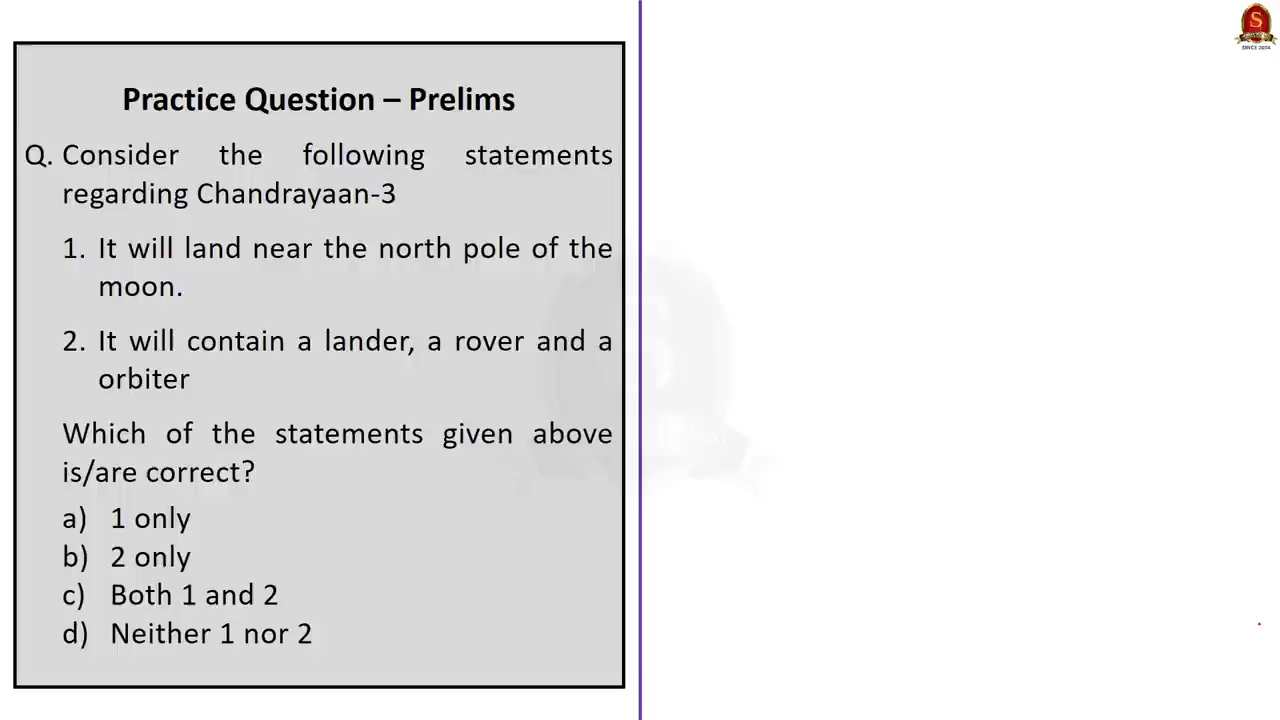 S
SINCE 2004
Practice Question – Prelims
Q. Consider the following statements
regarding Chandrayaan-3
1. It will land near the north pole of the
moon.
2. It will contain a lander, a rover and a
orbiter
Which of the statements given above
is/are correct?
a) 1 only
b) 2 only
c) Both 1 and 2
d) Neither 1 nor 2